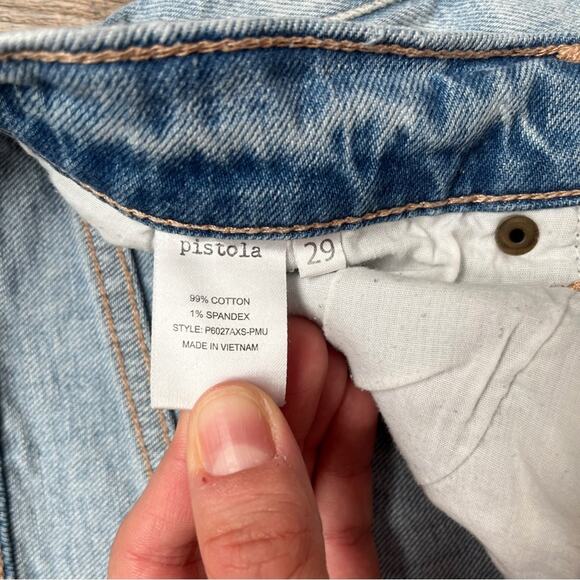 pistola
29
99% COTTON
1% SPANDEX
STYLE: P6027AXS-PMU
MADE IN VIETNAM